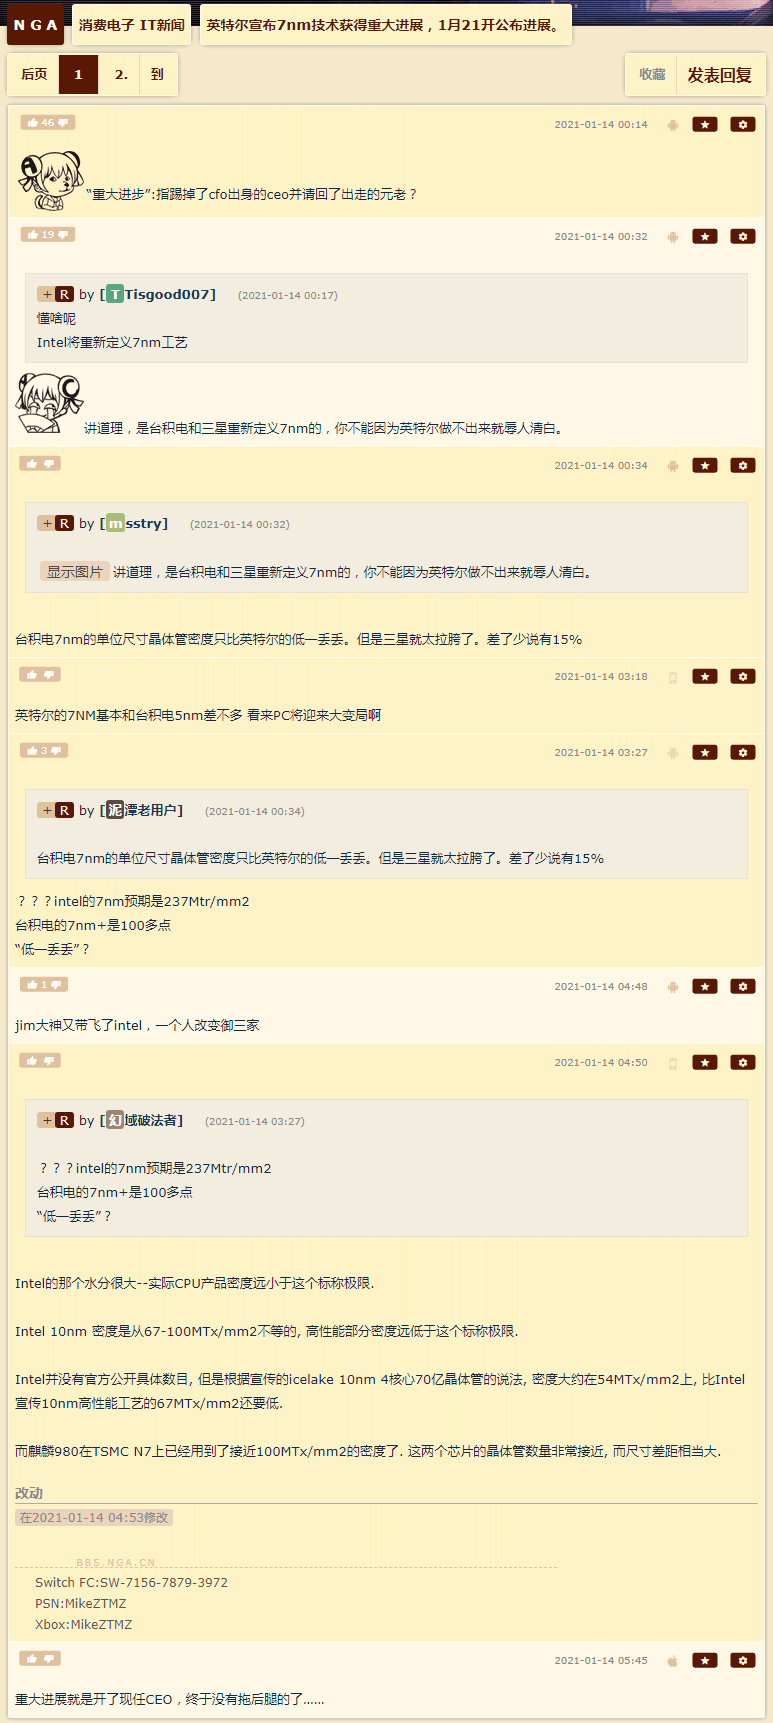 NGA 消费电子 IT新闻 英特尔宣布7nm技术获得重大进展，1月21开公布进展。
后页 1 2. 到 收藏 发表回复
46 2021-01-14 00:14
“重大进步”:指踢掉了cfo出身的ceo并请回了出走的元老？
19 2021-01-14 00:32
+ R by [TTisgood007] (2021-01-14 00:17)
懂啥呢
Intel将重新定义7nm工艺
讲道理，是台积电和三星重新定义7nm的，你不能因为英特尔做不出来就辱人清白。
2021-01-14 00:34
+ R by [msstry] (2021-01-14 00:32)
显示图片 讲道理，是台积电和三星重新定义7nm的，你不能因为英特尔做不出来就辱人清白。
台积电7nm的单位尺寸晶体管密度只比英特尔的低一丢丢。但是三星就太拉胯了。差了少说有15%
2021-01-14 03:18
英特尔的7NM基本和台积电5nm差不多 看来PC将迎来大变局啊
3 2021-01-14 03:27
+ R by [泥潭老用户] (2021-01-14 00:34)
台积电7nm的单位尺寸晶体管密度只比英特尔的低一丢丢。但是三星就太拉胯了。差了少说有15%
？？？intel的7nm预期是237Mtr/mm2
台积电的7nm+是100多点
“低一丢丢”？
1 2021-01-14 04:48
jim大神又带飞了intel，一个人改变御三家
2021-01-14 04:50
+ R by [幻域破法者] (2021-01-14 03:27)
？？？intel的7nm预期是237Mtr/mm2
台积电的7nm+是100多点
“低一丢丢”？
Intel的那个水分很大--实际CPU产品密度远小于这个标称极限.
Intel 10nm 密度是从67-100MTx/mm2不等的, 高性能部分密度远低于这个标称极限.
Intel并没有官方公开具体数目, 但是根据宣传的icelake 10nm 4核心70亿晶体管的说法, 密度大约在54MTx/mm2上, 比Intel
宣传10nm高性能工艺的67MTx/mm2还要低.
而麒麟980在TSMC N7上已经用到了接近100MTx/mm2的密度了. 这两个芯片的晶体管数量非常接近, 而尺寸差距相当大.
改动
在2021-01-14 04:53修改
BBS.NGA.CN
Switch FC:SW-7156-7879-3972
PSN:MikeZTMZ
Xbox:MikeZTMZ
2021-01-14 05:45
重大进展就是开了现任CEO，终于没有拖后腿的了......